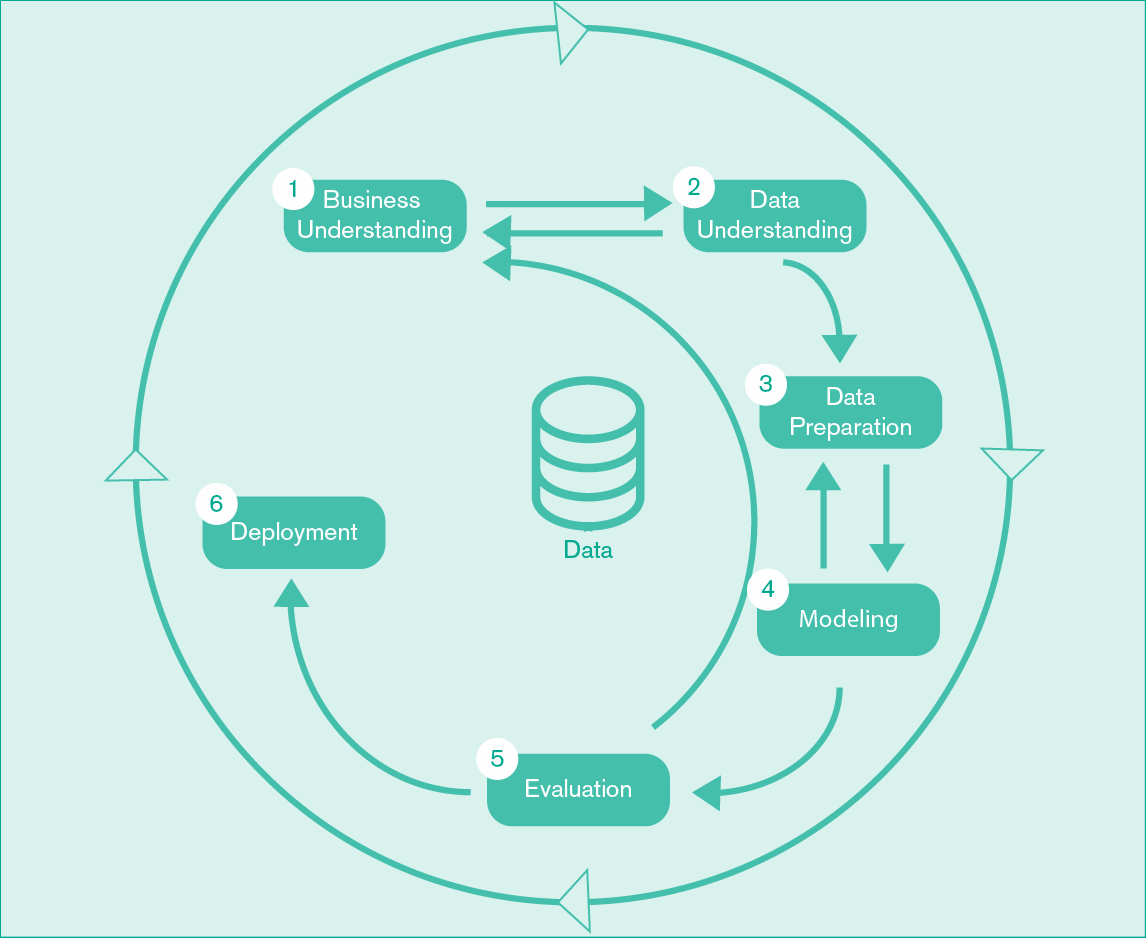 1
Business
Understanding
2
Data
Understanding
3
Data
Preparation
4
Modeling
5
Evaluation
6
Deployment
Data